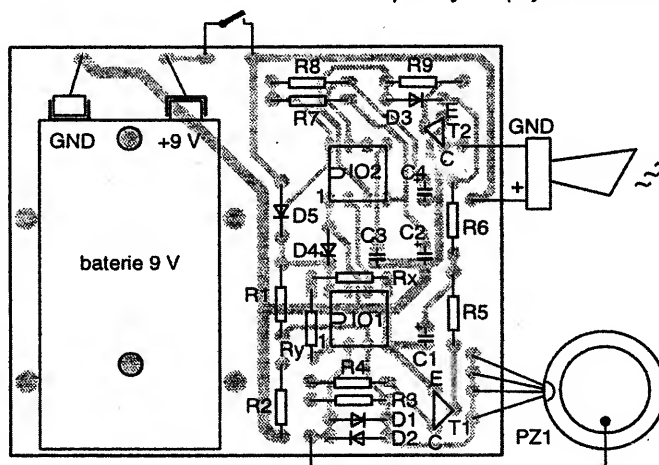 R8
R9
R7
D3
E
T2
GND
GND
+9 V
C
IO2
C4
+
1
D5
R6
C3
C2
D4
baterie 9 V
Rx
R1
IO1
R5
Ry
1
C1
R4
E
R2
R3
D1
T1
D2
C
PZ1